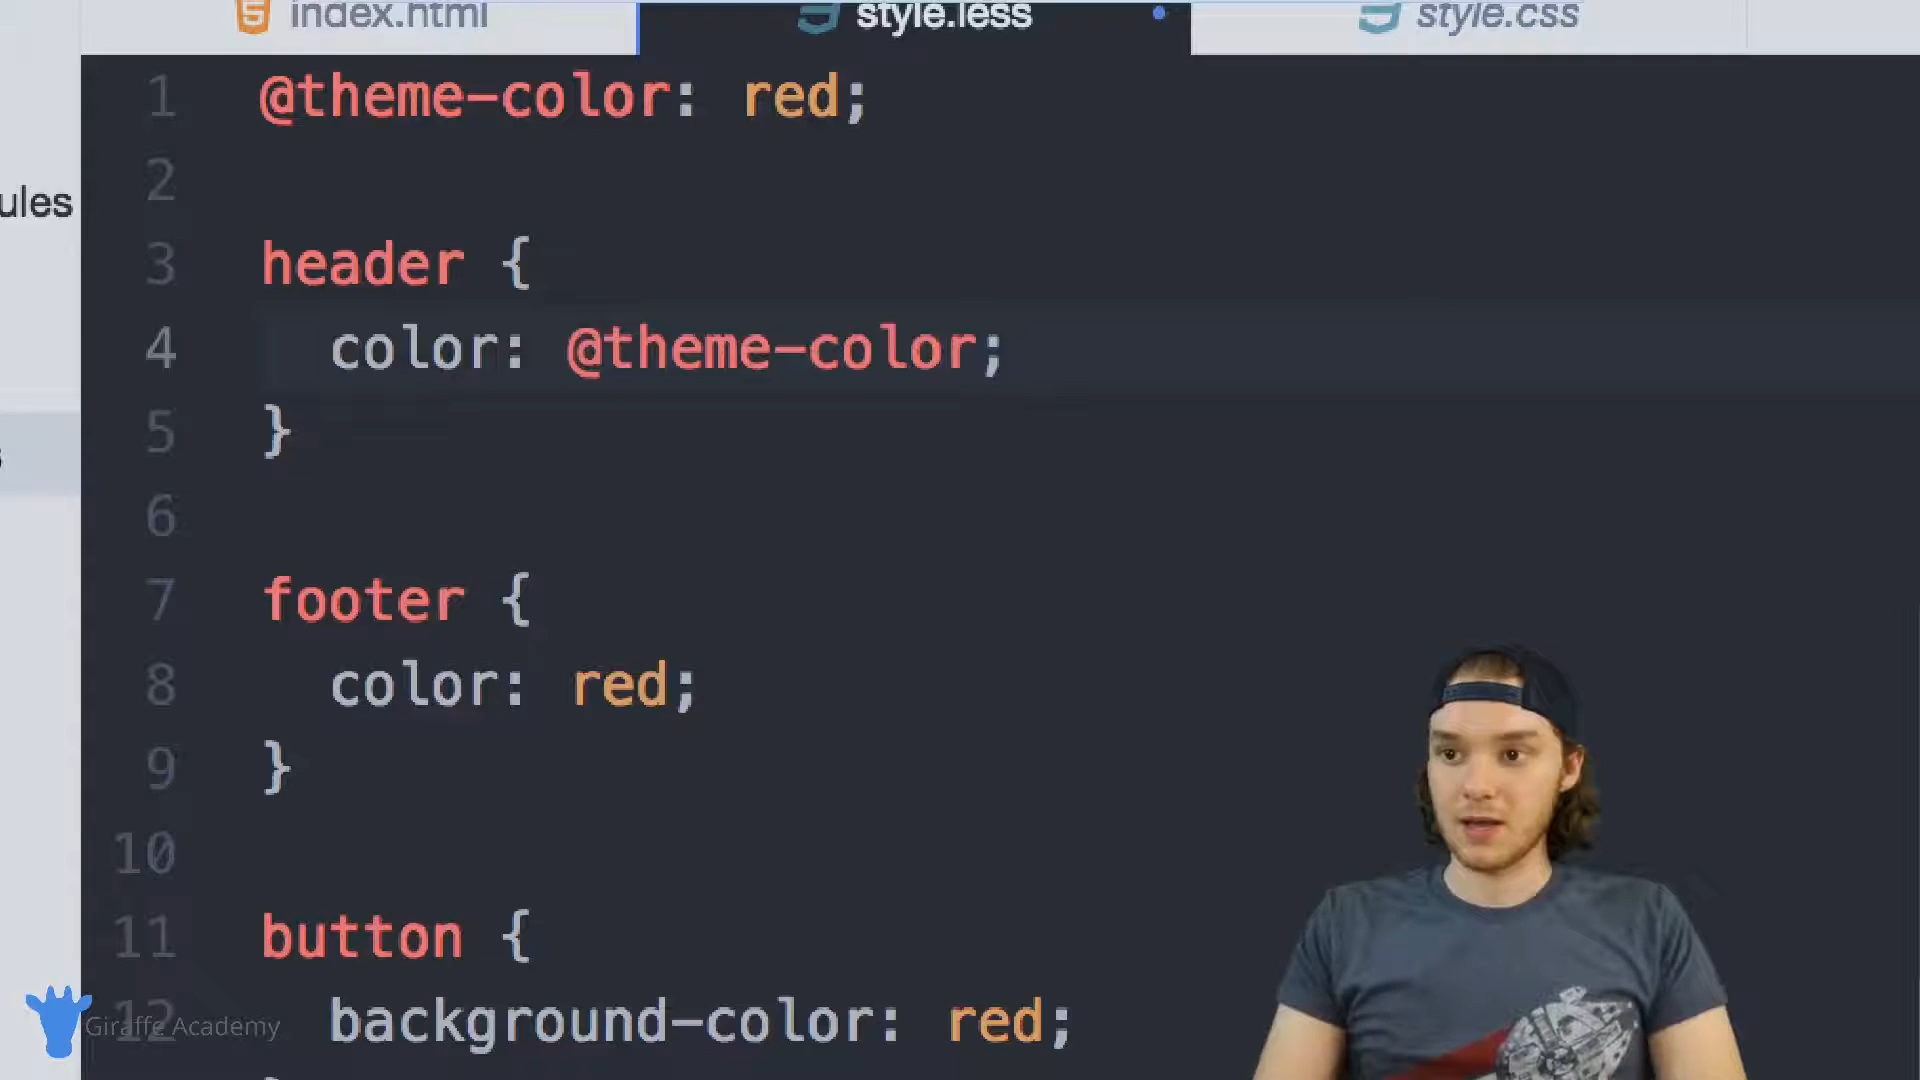 index.html
style.less
style.css
ules
1 @theme-color: red;
2
3 header {
4 color: @theme-color;
5 }
6
7 footer {
8 color: red;
9 }
10
11 button {
12 background-color: red;
Giraffe Academy